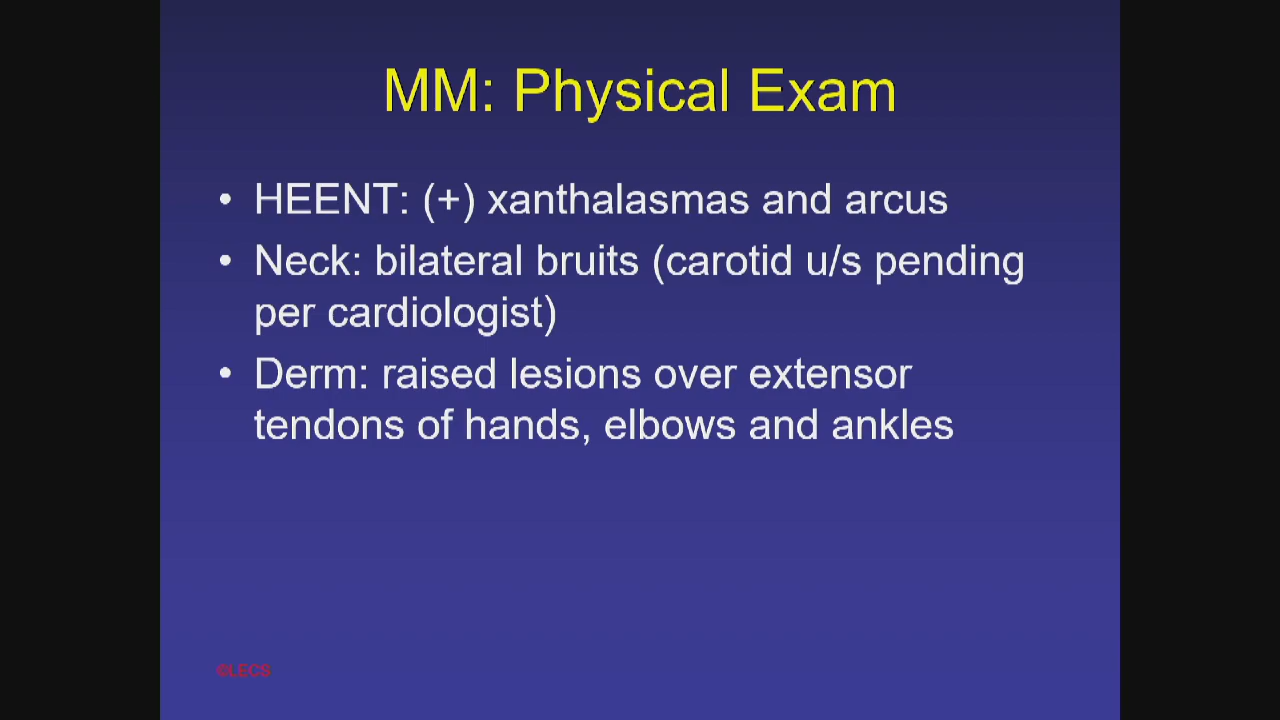 MM: Physical Exam
• HEENT: (+) xanthalasmas and arcus
• Neck: bilateral bruits (carotid u/s pending
per cardiologist)
• Derm: raised lesions over extensor
tendons of hands, elbows and ankles
©LECS